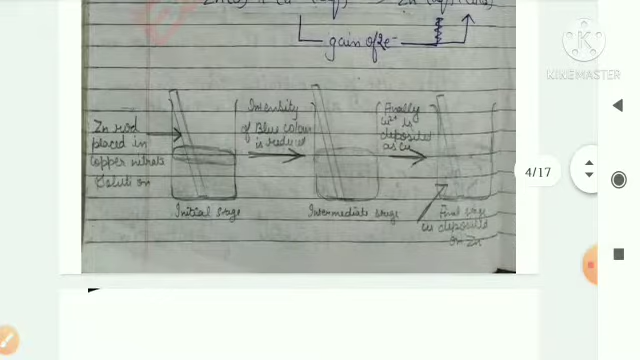 gain of 2e⁻
Zn rod
placed in
copper nitrate
solution
Intensity
of Blue colour
is reduced
Finally
Cu²⁺ is
deposited
as Cu
Initial stage
Intermediate stage
Final stage
Cu deposited
on Zn
4/17
KINEMASTER